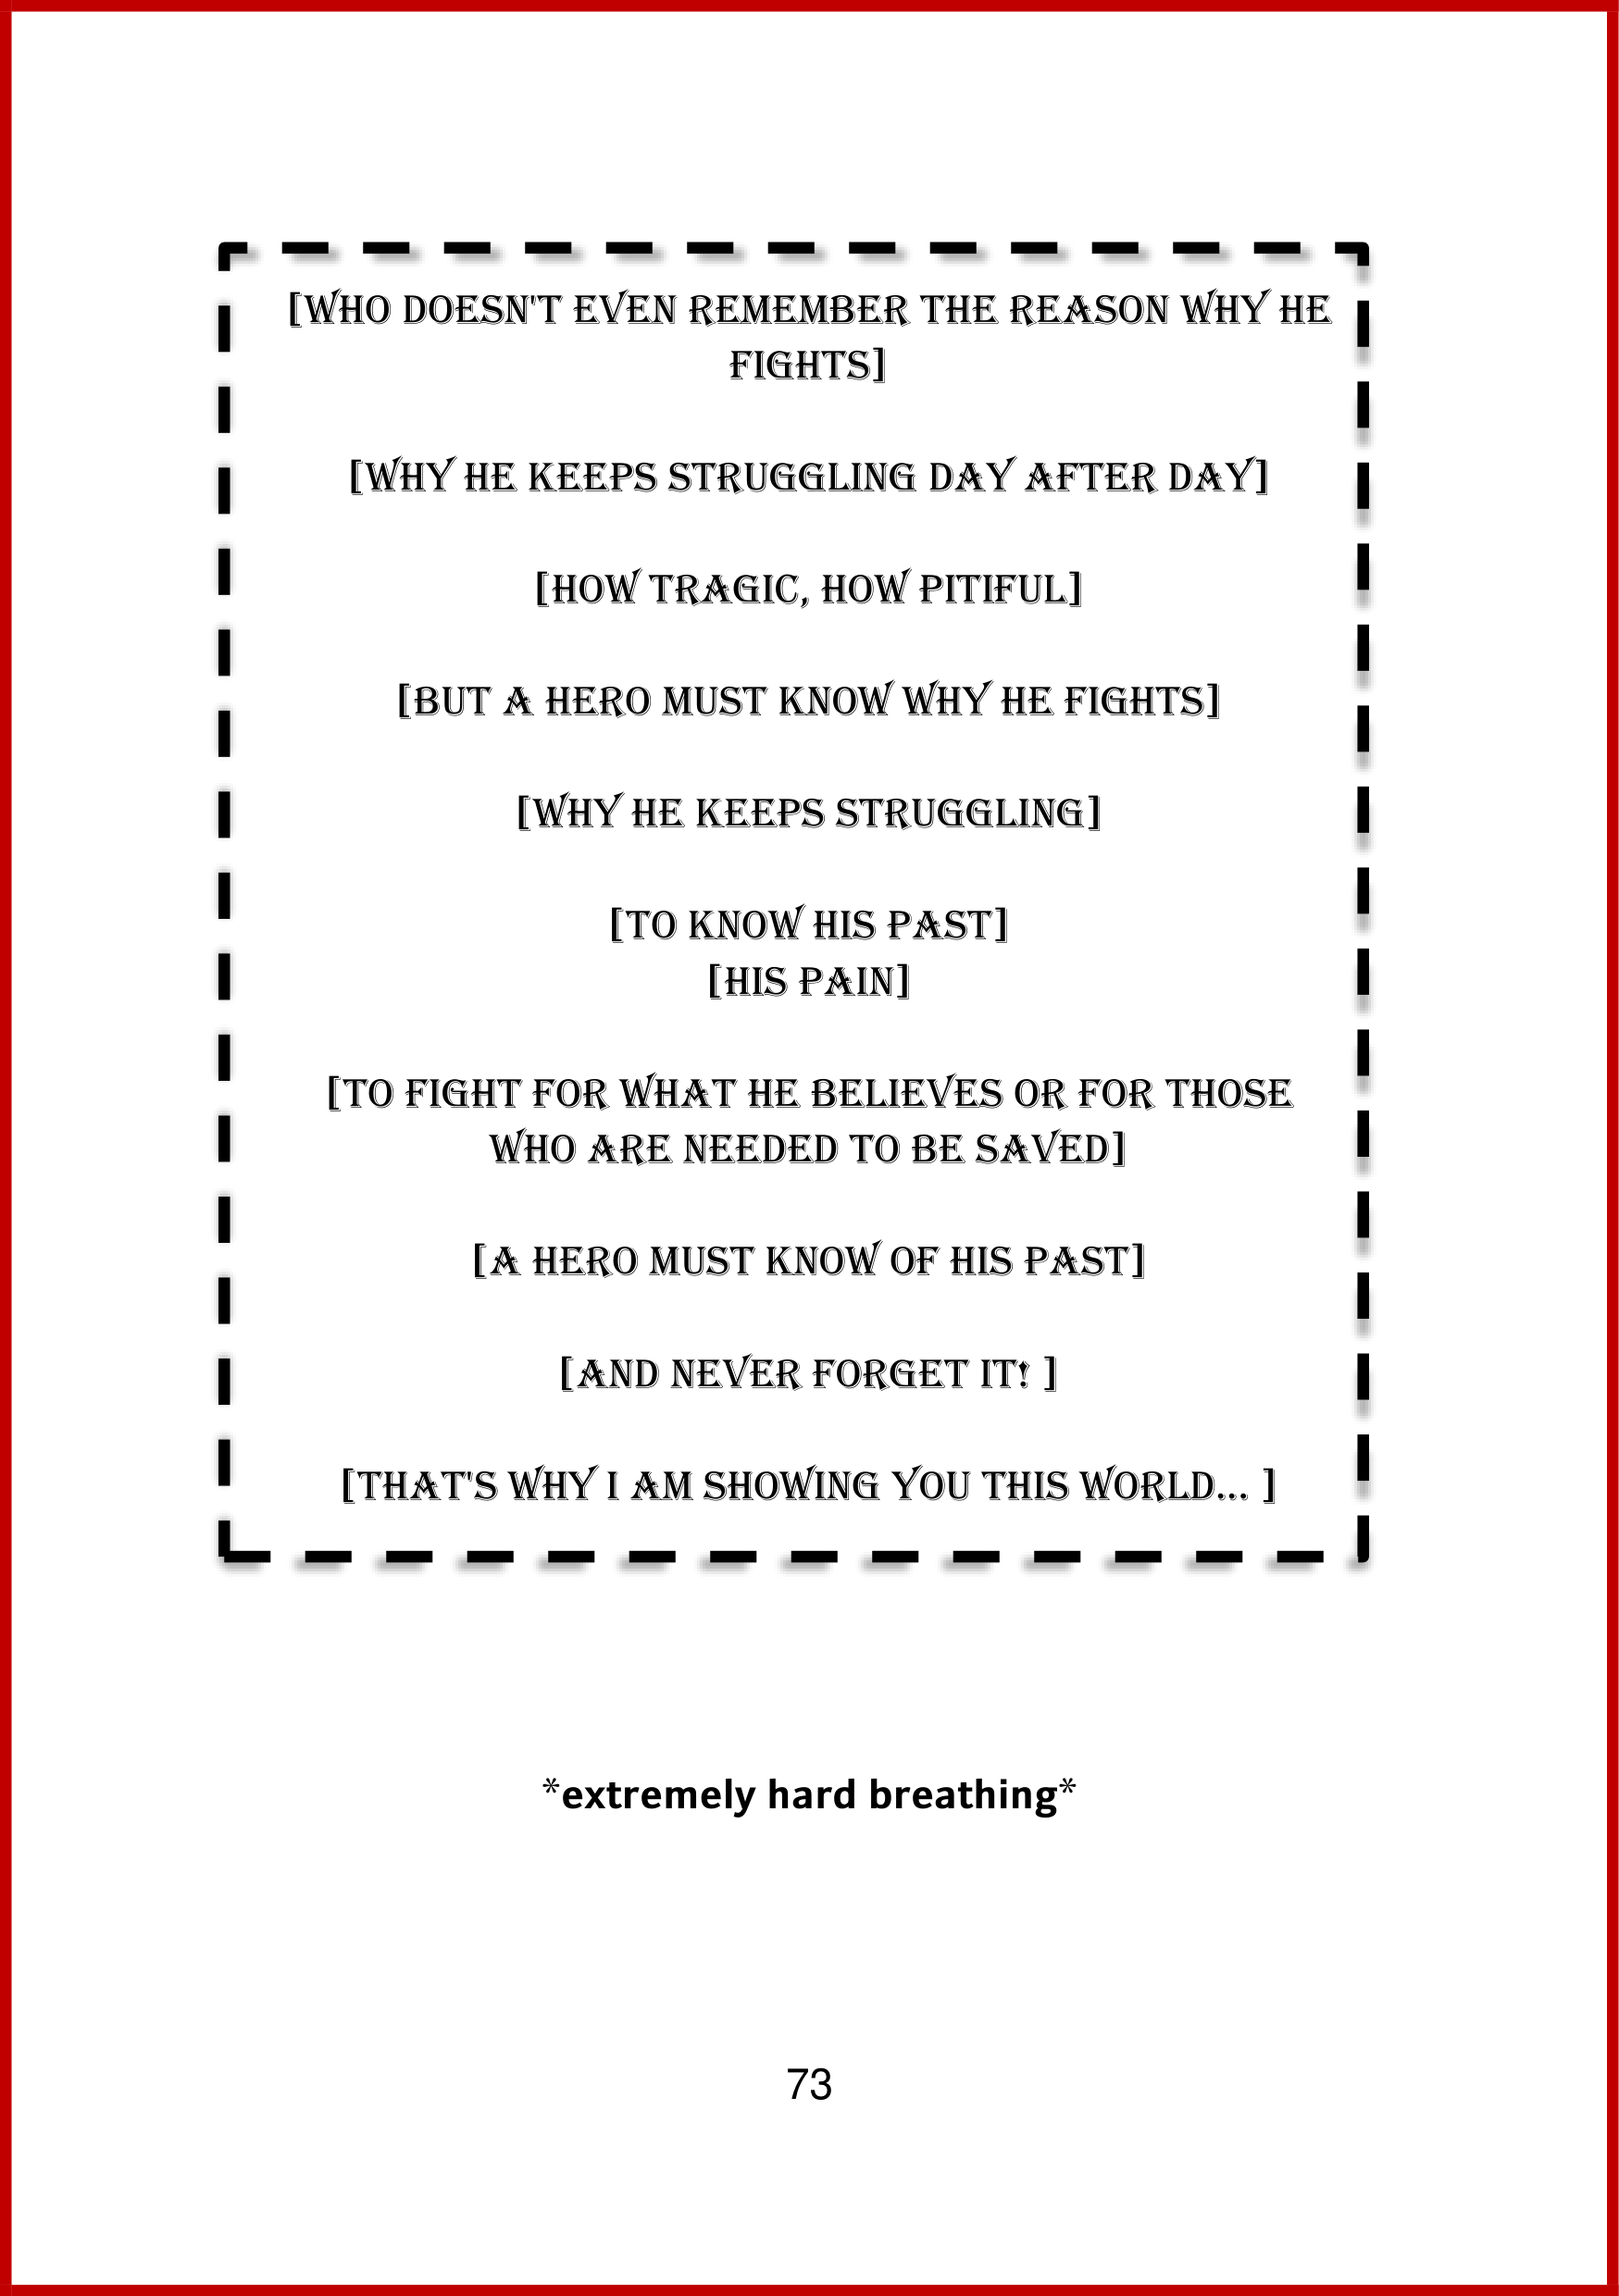 [WHO DOESN'T EVEN REMEMBER THE REASON WHY HE
FIGHTS]
[WHY HE KEEPS STRUGGLING DAY AFTER DAY]
[HOW TRAGIC, HOW PITIFUL]
[BUT A HERO MUST KNOW WHY HE FIGHTS]
[WHY HE KEEPS STRUGGLING]
[TO KNOW HIS PAST]
[HIS PAIN]
[TO FIGHT FOR WHAT HE BELIEVES OR FOR THOSE
WHO ARE NEEDED TO BE SAVED]
[A HERO MUST KNOW OF HIS PAST]
[AND NEVER FORGET IT! ]
[THAT'S WHY I AM SHOWING YOU THIS WORLD... ]
*extremely hard breathing*
73